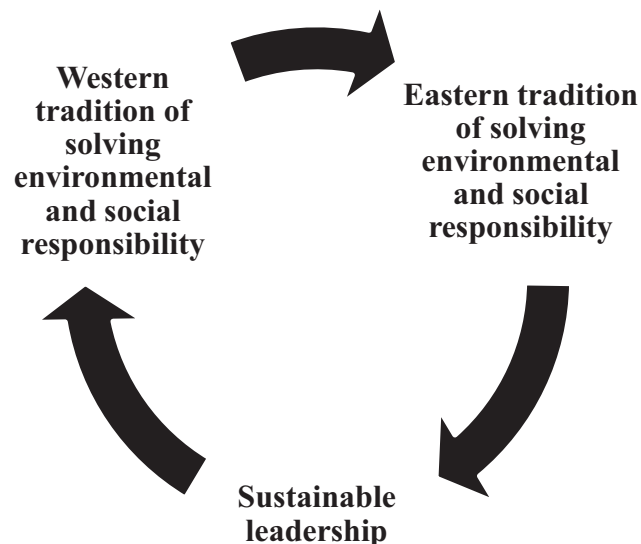 Western
tradition of
solving
environmental
and social
responsibility
Eastern tradition
of solving
environmental
and social
responsibility
Sustainable
leadership